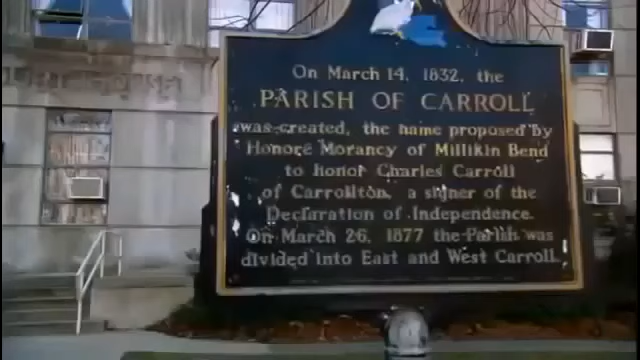 On March 14, 1832, the
PARISH OF CARROLL
was created, the name proposed by
Honore Morancy of Millikin Bend
to honor Charles Carroll
of Carrollton, a signer of the
Declaration of Independence.
On March 26, 1877 the Parish was
divided into East and West Carroll.